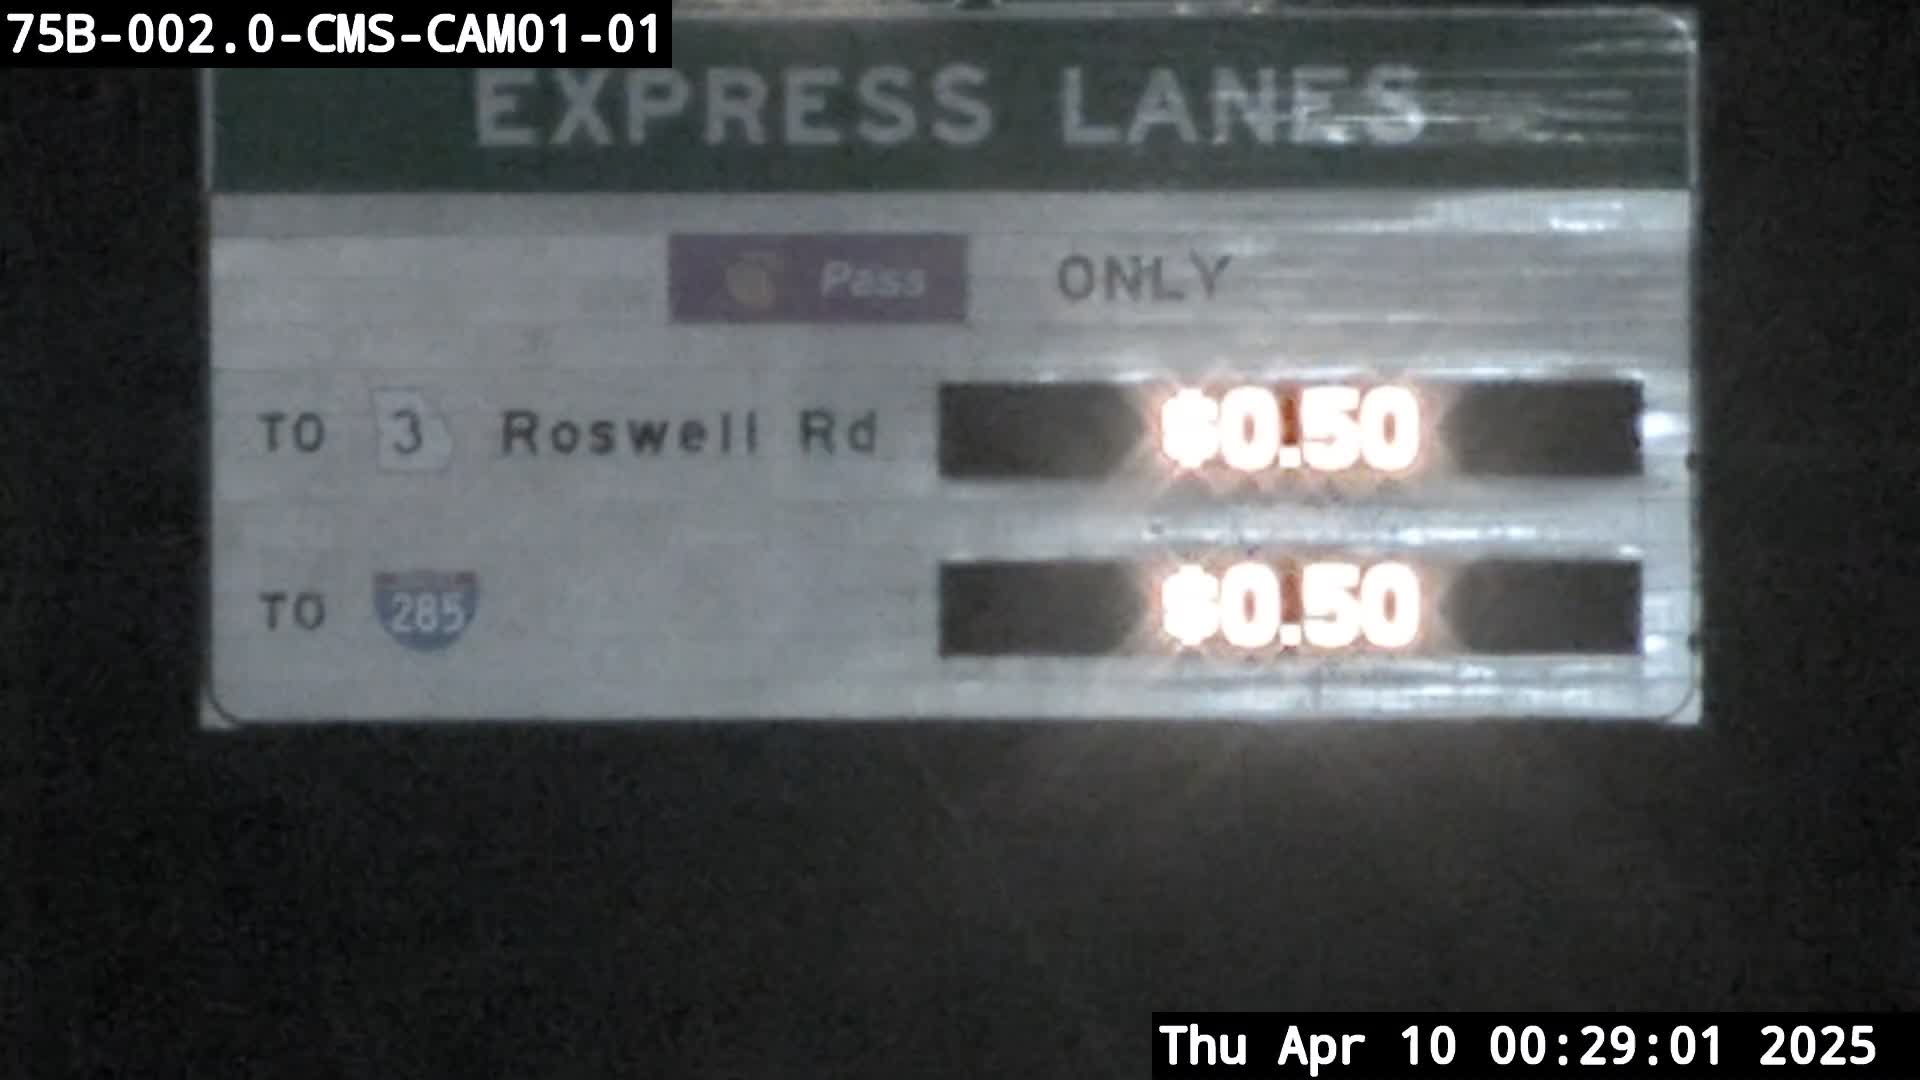 75B-002.0-CMS-CAM01-01
EXPRESS LANES
Pass ONLY
TO 3 Roswell Rd $0.50
TO 285 $0.50
Thu Apr 10 00:29:01 2025